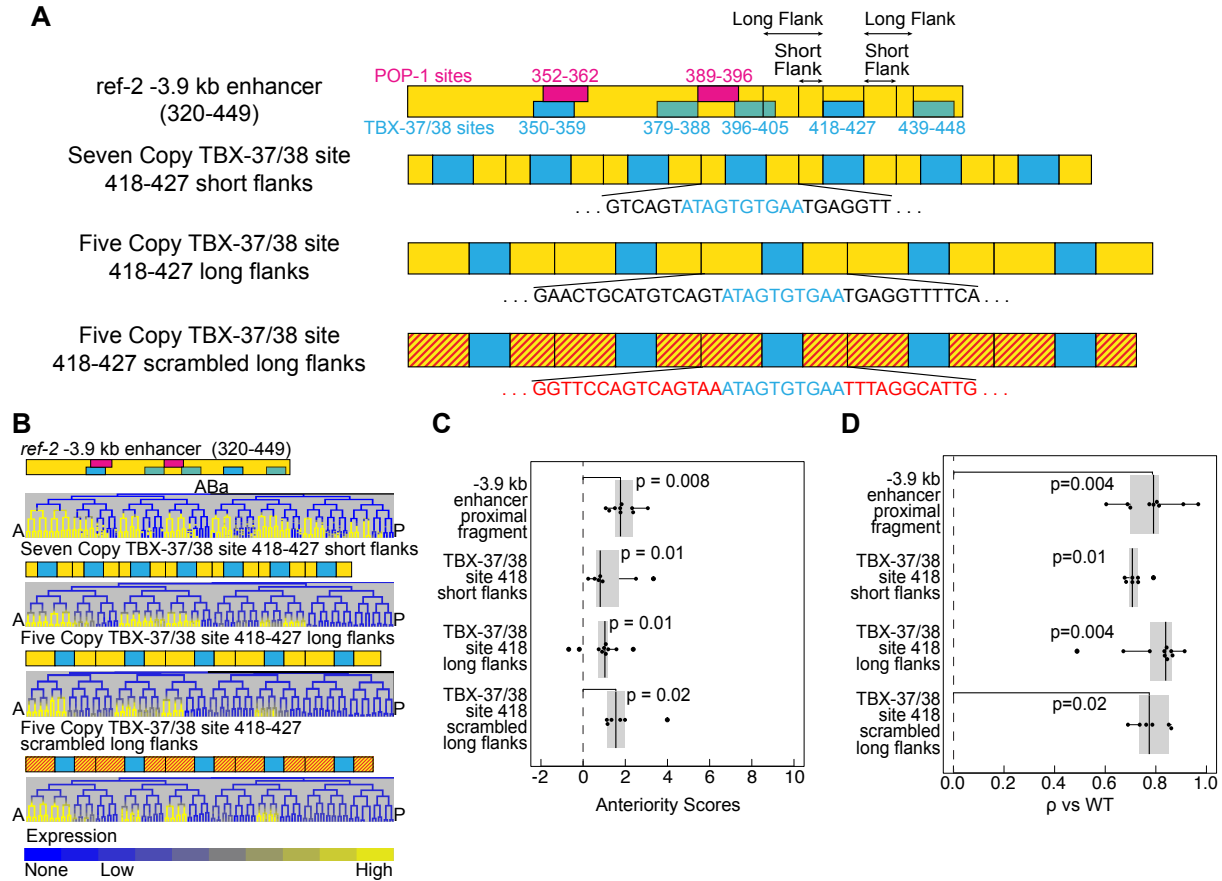 A
Long Flank
Long Flank
Short Flank
Short Flank
POP-1 sites
352-362
389-396
ref-2 -3.9 kb enhancer
(320-449)
TBX-37/38 sites
350-359
379-388
396-405
418-427
439-448
Seven Copy TBX-37/38 site
418-427 short flanks
. . . GTCAGTATAGTGTGAATGAGGTT . . .
Five Copy TBX-37/38 site
418-427 long flanks
. . . GAACTGCATGTCAGTATAGTGTGAATGAGGTTTTCA . . .
Five Copy TBX-37/38 site
418-427 scrambled long flanks
. . . GGTTCCAGTCAGTAAATAGTGTGAATTTAGGCATTG . . .
B
ref-2 -3.9 kb enhancer (320-449)
ABa
A
P
Seven Copy TBX-37/38 site 418-427 short flanks
A
P
Five Copy TBX-37/38 site 418-427 long flanks
A
P
Five Copy TBX-37/38 site 418-427
scrambled long flanks
A
P
Expression
None
Low
High
C
-3.9 kb
enhancer
proximal
fragment
p = 0.008
TBX-37/38
site 418
short flanks
p = 0.01
TBX-37/38
site 418
long flanks
p = 0.01
TBX-37/38
site 418
scrambled
long flanks
p = 0.02
-2 0 2 4 6 8 10
Anteriority Scores
D
-3.9 kb
enhancer
proximal
fragment
p=0.004
TBX-37/38
site 418
short flanks
p=0.01
TBX-37/38
site 418
long flanks
p=0.004
TBX-37/38
site 418
scrambled
long flanks
p=0.02
0.0 0.2 0.4 0.6 0.8 1.0
ρ vs WT